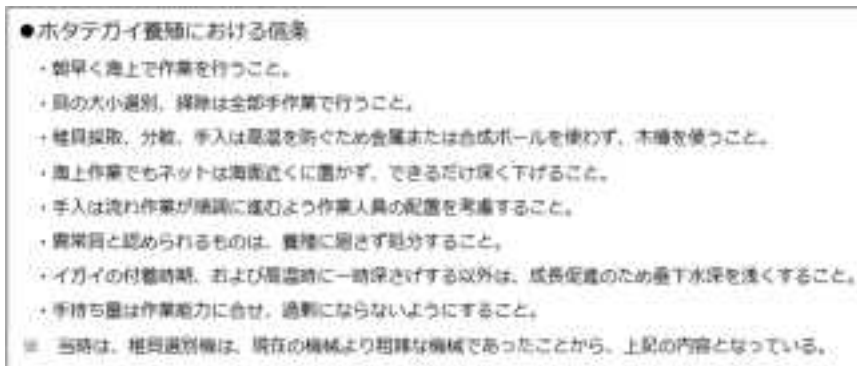 ●ホタテガイ養殖における信条
・朝早く海上で作業を行うこと。
・貝の大小選別、掃除は全部手作業で行うこと。
・稚貝採取、分散、手入は高温を防ぐため金属または合成ボールを使わず、木桶を使うこと。
・海上作業でもネットは海面近くに置かず、できるだけ深く下げること。
・手入は流れ作業が順調に進むよう作業人員の配置を考慮すること。
・異常貝と認められるものは、養殖に回さず処分すること。
・イガイの付着時期、および高温時に一時深さげする以外は、成長促進のため垂下水深を浅くすること。
・手持ち量は作業能力に合せ、過剰にならないようにすること。
※ 当時は、稚貝選別機は、現在の機械より粗雑な機械であったことから、上記の内容となっている。